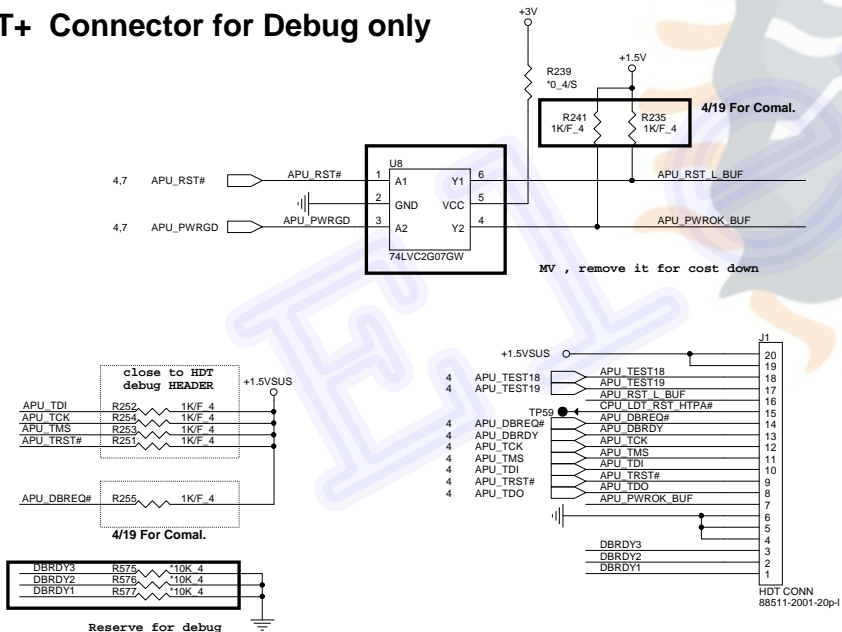 T+ Connector for Debug only
+3V
R239
*0_4/S
+1.5V
4/19 For Comal.
R241
1K/F_4
R235
1K/F_4
U8
4,7 APU_RST# APU_RST# 1 A1 Y1 6 APU_RST_L_BUF
2 GND VCC 5
4,7 APU_PWRGD APU_PWRGD 3 A2 Y2 4 APU_PWROK_BUF
74LVC2G07GW
MV , remove it for cost down
close to HDT
debug HEADER
+1.5VSUS
APU_TDI R252 1K/F_4
APU_TCK R254 1K/F_4
APU_TMS R253 1K/F_4
APU_TRST# R251 1K/F_4
APU_DBREQ# R255 1K/F_4
4/19 For Comal.
DBRDY3 R575 *10K_4
DBRDY2 R576 *10K_4
DBRDY1 R577 *10K_4
Reserve for debug
J1
+1.5VSUS 20
19
4 APU_TEST18 APU_TEST18 18
4 APU_TEST19 APU_TEST19 17
APU_RST_L_BUF 16
TP59 CPU_LDT_RST_HTPA# 15
4 APU_DBREQ# APU_DBREQ# 14
4 APU_DBRDY APU_DBRDY 13
4 APU_TCK APU_TCK 12
4 APU_TMS APU_TMS 11
4 APU_TDI APU_TDI 10
4 APU_TRST# APU_TRST# 9
4 APU_TDO APU_TDO 8
APU_PWROK_BUF 7
6
5
4
DBRDY3 3
DBRDY2 2
DBRDY1 1
HDT CONN
88511-2001-20p-l